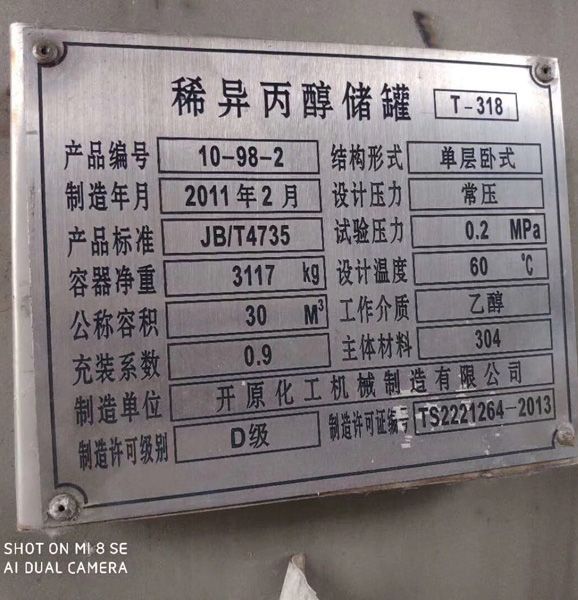 稀异丙醇储罐 T-318
产品编号 10-98-2 结构形式 单层卧式
制造年月 2011年2月 设计压力 常压
产品标准 JB/T4735 试验压力 0.2 MPa
容器净重 3117 kg 设计温度 60 ℃
公称容积 30 M³ 工作介质 乙醇
充装系数 0.9 主体材料 304
制造单位 开原化工机械制造有限公司
制造许可级别 D级 制造许可证编号 TS2221264-2013
SHOT ON MI 8 SE
AI DUAL CAMERA